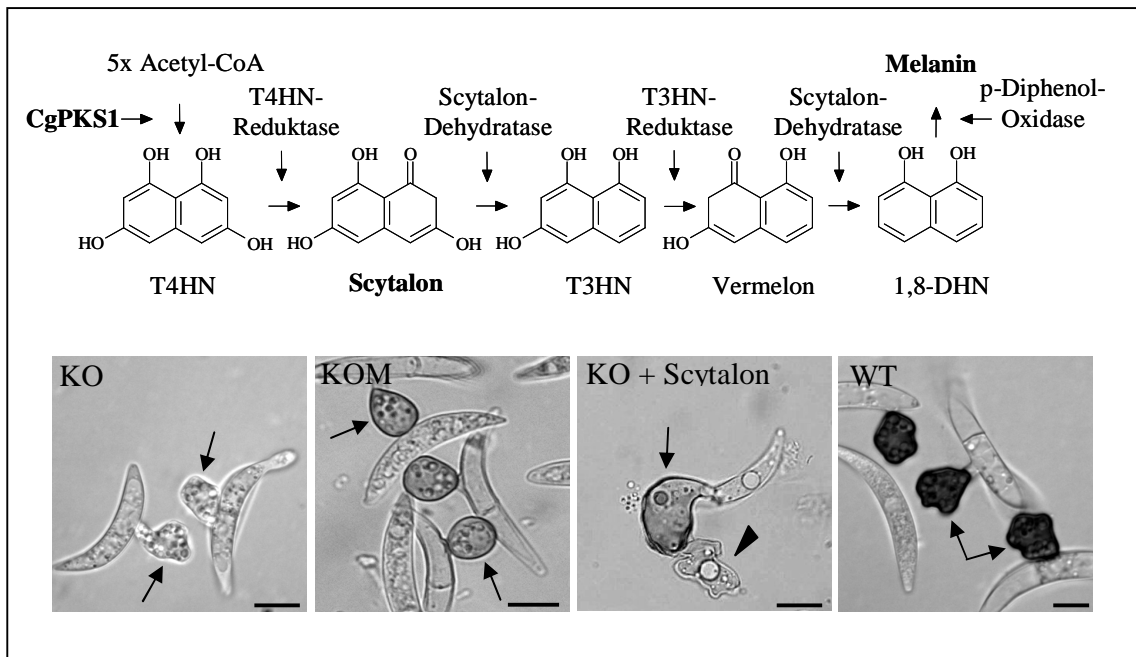 5x Acetyl-CoA
CgPKS1
T4HN-
Reduktase
Scytalon-
Dehydratase
T3HN-
Reduktase
Scytalon-
Dehydratase
Melanin
p-Diphenol-
Oxidase
OH OH
HO OH
OH O
HO OH
OH OH
HO
O OH
HO
OH OH
T4HN
Scytalon
T3HN
Vermelon
1,8-DHN
KO
KOM
KO + Scytalon
WT